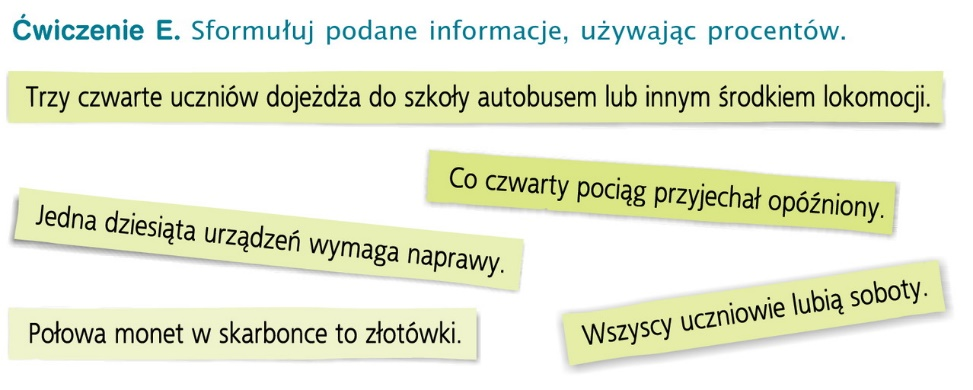 Ćwiczenie E. Sformułuj podane informacje, używając procentów.
Trzy czwarte uczniów dojeżdża do szkoły autobusem lub innym środkiem lokomocji.
Co czwarty pociąg przyjechał opóźniony.
Jedna dziesiąta urządzeń wymaga naprawy.
Wszyscy uczniowie lubią soboty.
Połowa monet w skarbonce to złotówki.